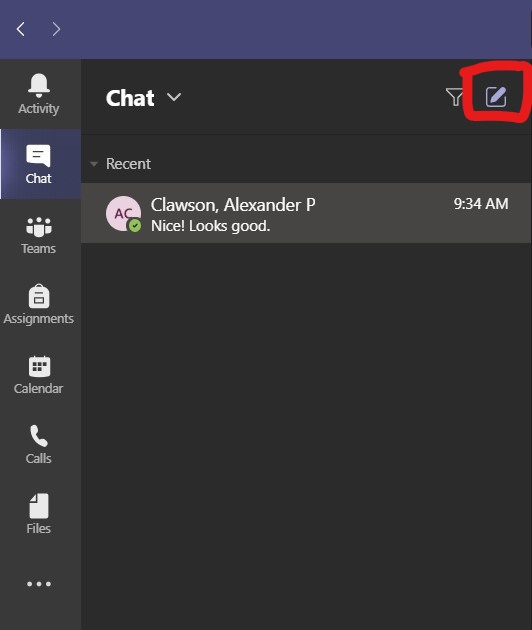 Activity
Chat
Teams
Assignments
Calendar
Calls
Files
Chat
Recent
AC
Clawson, Alexander P
9:34 AM
Nice! Looks good.